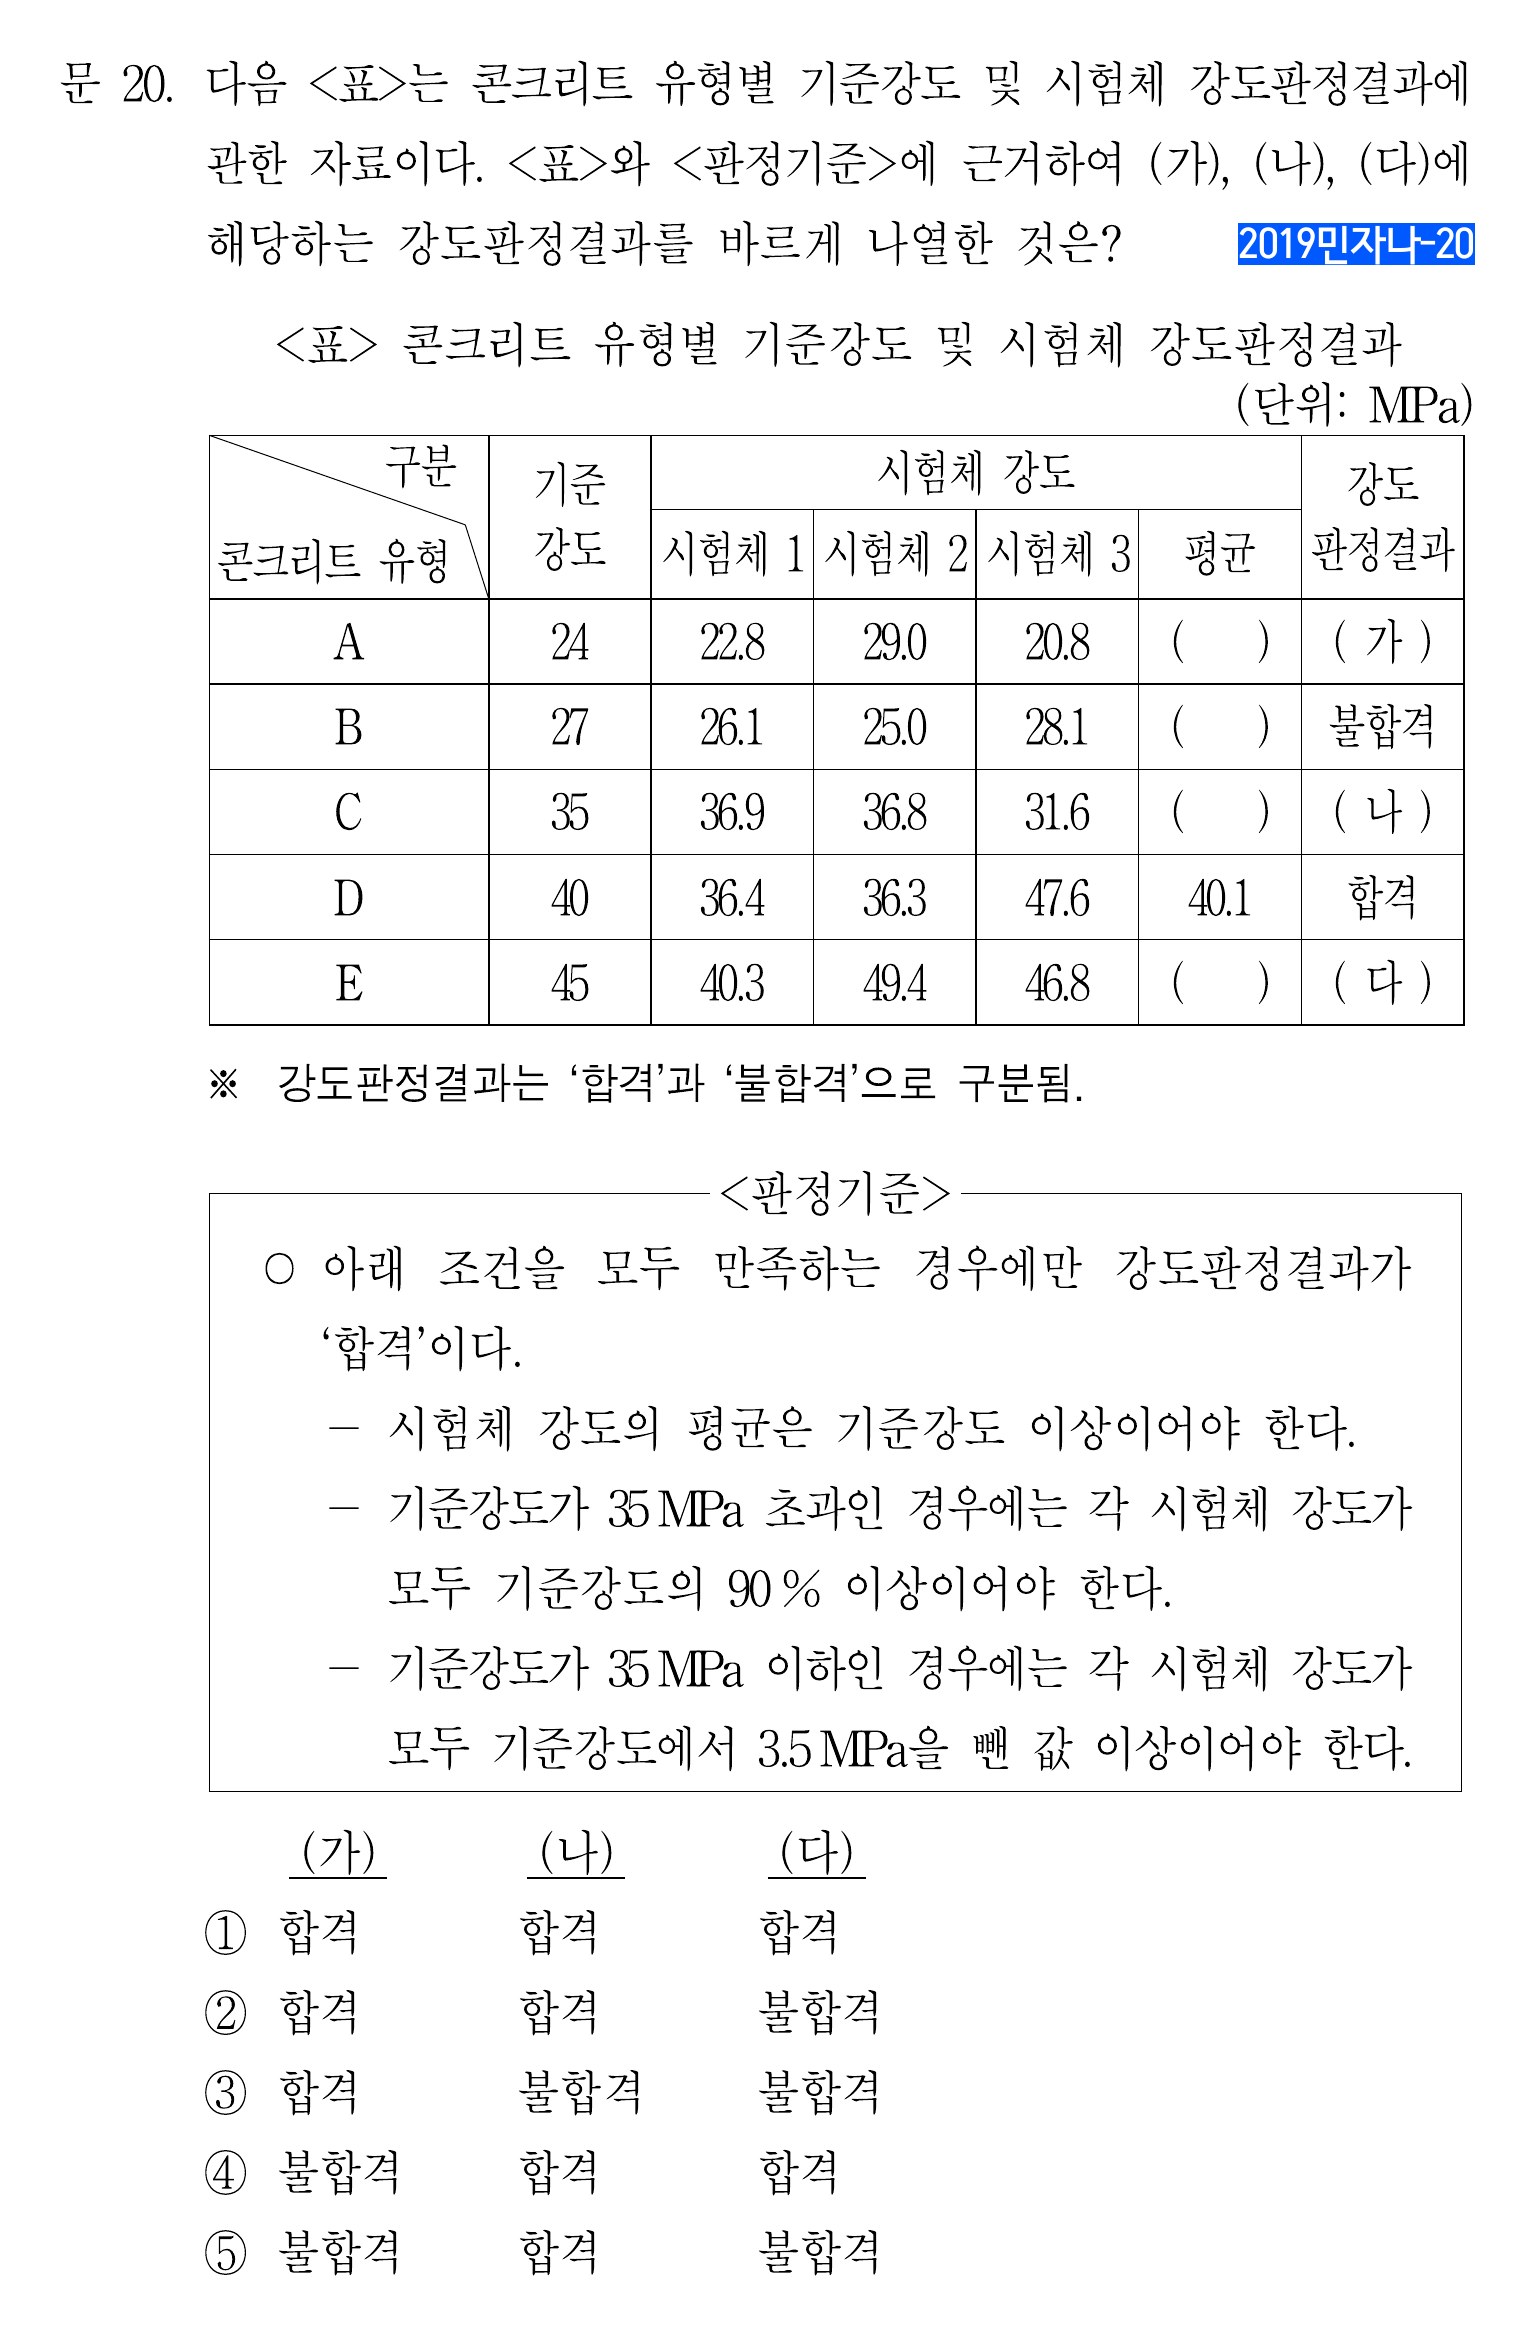 문 20. 다음 <표>는 콘크리트 유형별 기준강도 및 시험체 강도판정결과에
관한 자료이다. <표>와 <판정기준>에 근거하여 (가), (나), (다)에
해당하는 강도판정결과를 바르게 나열한 것은? 2019민자나-20
<표> 콘크리트 유형별 기준강도 및 시험체 강도판정결과
(단위: MPa)
구분 콘크리트 유형 기준 강도 시험체 강도 강도 판정결과
시험체 1 시험체 2 시험체 3 평균
A 24 22.8 29.0 20.8 ( ) ( 가 )
B 27 26.1 25.0 28.1 ( ) 불합격
C 35 36.9 36.8 31.6 ( ) ( 나 )
D 40 36.4 36.3 47.6 40.1 합격
E 45 40.3 49.4 46.8 ( ) ( 다 )
※ 강도판정결과는 ‘합격’과 ‘불합격’으로 구분됨.
<판정기준>
○ 아래 조건을 모두 만족하는 경우에만 강도판정결과가
‘합격’이다.
－ 시험체 강도의 평균은 기준강도 이상이어야 한다.
－ 기준강도가 35 MPa 초과인 경우에는 각 시험체 강도가
모두 기준강도의 90 % 이상이어야 한다.
－ 기준강도가 35 MPa 이하인 경우에는 각 시험체 강도가
모두 기준강도에서 3.5 MPa을 뺀 값 이상이어야 한다.
(가) (나) (다)
① 합격 합격 합격
② 합격 합격 불합격
③ 합격 불합격 불합격
④ 불합격 합격 합격
⑤ 불합격 합격 불합격